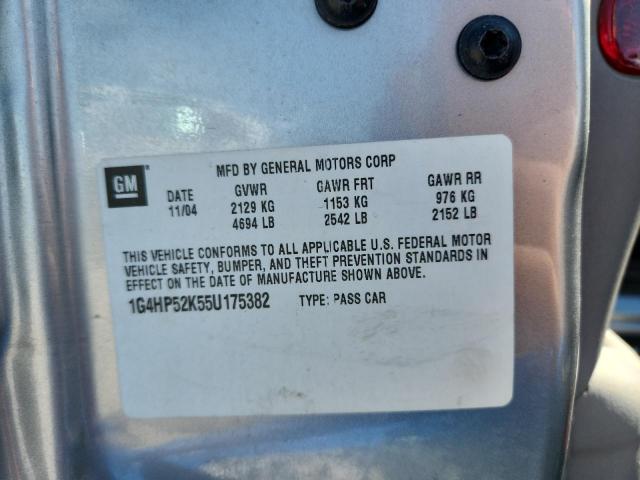 GM
MFD BY GENERAL MOTORS CORP
DATE GVWR GAWR FRT GAWR RR
11/04 2129 KG 1153 KG 976 KG
4694 LB 2542 LB 2152 LB
THIS VEHICLE CONFORMS TO ALL APPLICABLE U.S. FEDERAL MOTOR
VEHICLE SAFETY, BUMPER, AND THEFT PREVENTION STANDARDS IN
EFFECT ON THE DATE OF MANUFACTURE SHOWN ABOVE.
1G4HP52K55U175382 TYPE: PASS CAR